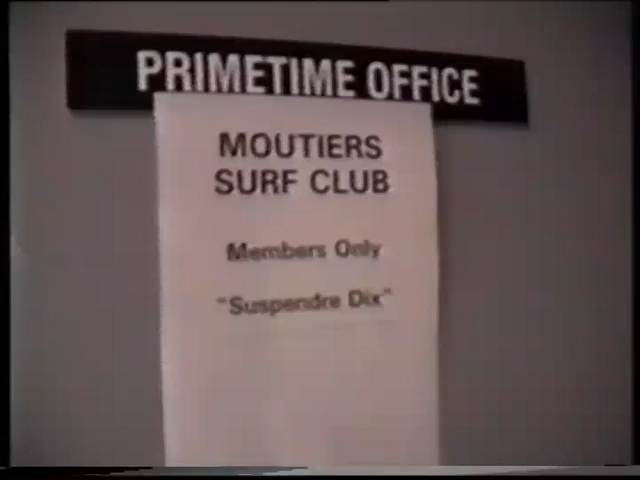 PRIMETIME OFFICE
MOUTIERS
SURF CLUB
Members Only
"Suspendre Dix"